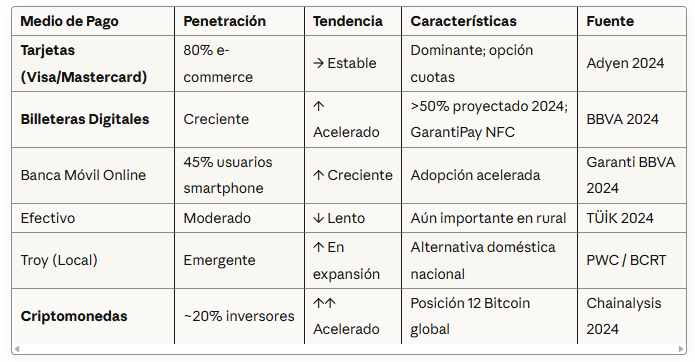 Medio de Pago Penetración Tendencia Características Fuente
Tarjetas (Visa/Mastercard) 80% e-commerce → Estable Dominante; opción cuotas Adyen 2024
Billeteras Digitales Creciente ↑ Acelerado >50% proyectado 2024; GarantiPay NFC BBVA 2024
Banca Móvil Online 45% usuarios smartphone ↑ Creciente Adopción acelerada Garanti BBVA 2024
Efectivo Moderado ↓ Lento Aún importante en rural TÜİK 2024
Troy (Local) Emergente ↑ En expansión Alternativa doméstica nacional PWC / BCRT
Criptomonedas ~20% inversores ↑↑ Acelerado Posición 12 Bitcoin global Chainalysis 2024